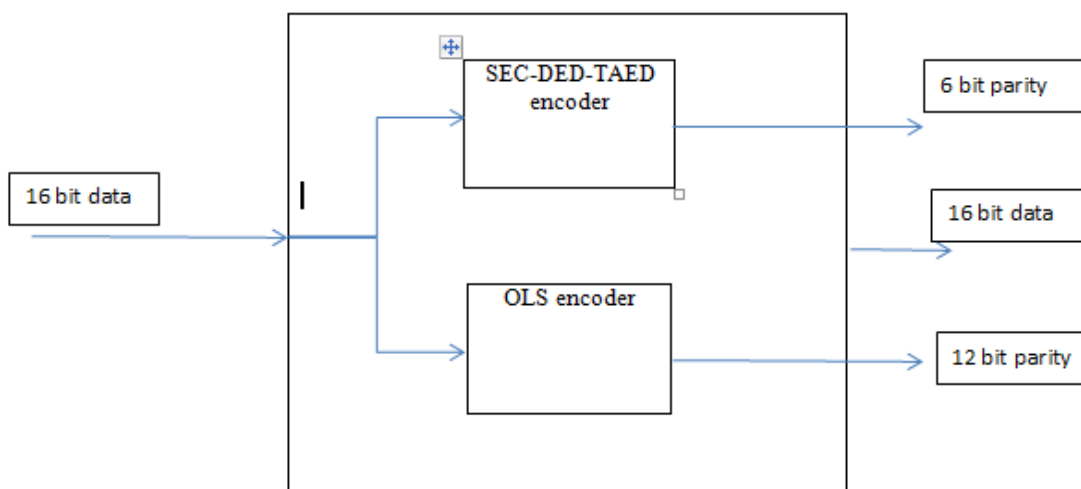 SEC-DED-TAED
encoder
6 bit parity
16 bit data
16 bit data
OLS encoder
12 bit parity